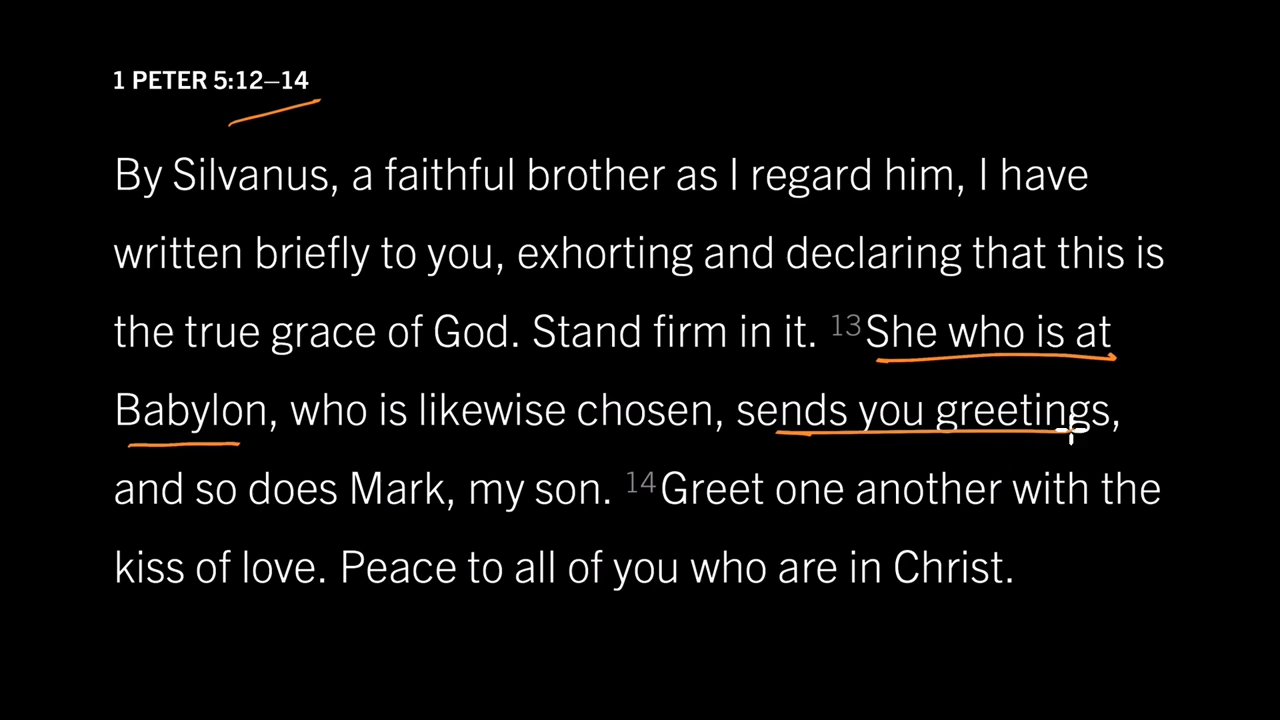 1 PETER 5:12–14
By Silvanus, a faithful brother as I regard him, I have
written briefly to you, exhorting and declaring that this is
the true grace of God. Stand firm in it. 13 She who is at
Babylon, who is likewise chosen, sends you greetings,
and so does Mark, my son. 14 Greet one another with the
kiss of love. Peace to all of you who are in Christ.